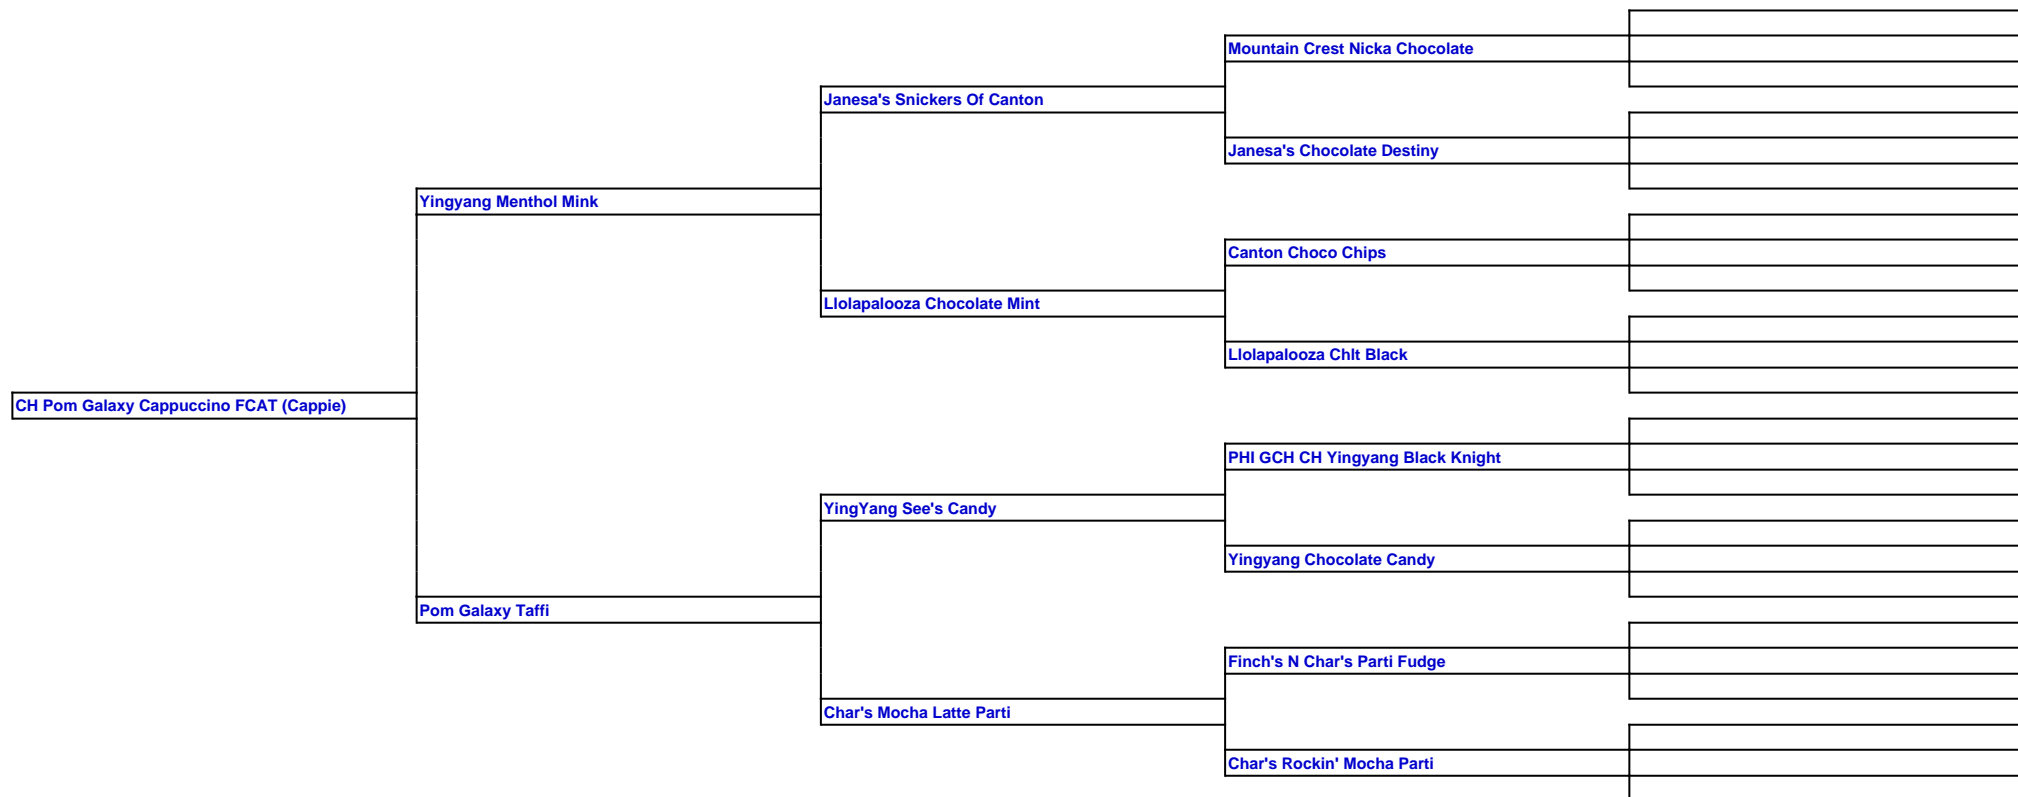 Mountain Crest Nicka Chocolate
Janesa's Snickers Of Canton
Janesa's Chocolate Destiny
Yingyang Menthol Mink
Canton Choco Chips
Llolapalooza Chocolate Mint
Llolapalooza Chlt Black
CH Pom Galaxy Cappuccino FCAT (Cappie)
PHI GCH CH Yingyang Black Knight
YingYang See's Candy
Yingyang Chocolate Candy
Pom Galaxy Taffi
Finch's N Char's Parti Fudge
Char's Mocha Latte Parti
Char's Rockin' Mocha Parti